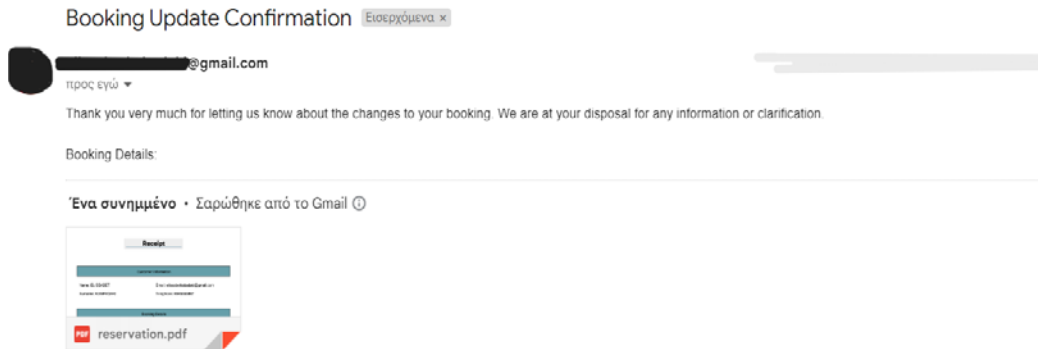 Booking Update Confirmation Εισερχόμενα ×
@gmail.com
προς εγώ
Thank you very much for letting us know about the changes to your booking. We are at your disposal for any information or clarification.
Booking Details:
Ένα συνημμένο • Σαρώθηκε από το Gmail
Receipt
PDF reservation.pdf